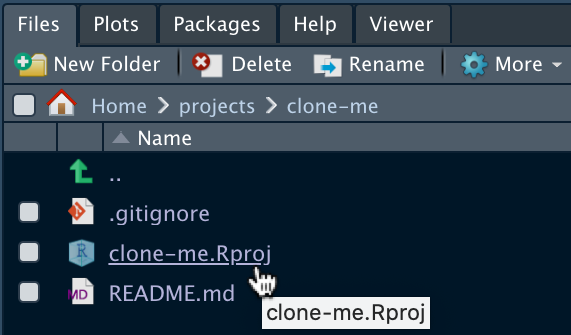 Files Plots Packages Help Viewer
New Folder Delete Rename More
Home projects clone-me
Name
..
.gitignore
R clone-me.Rproj
MD README.md
clone-me.Rproj